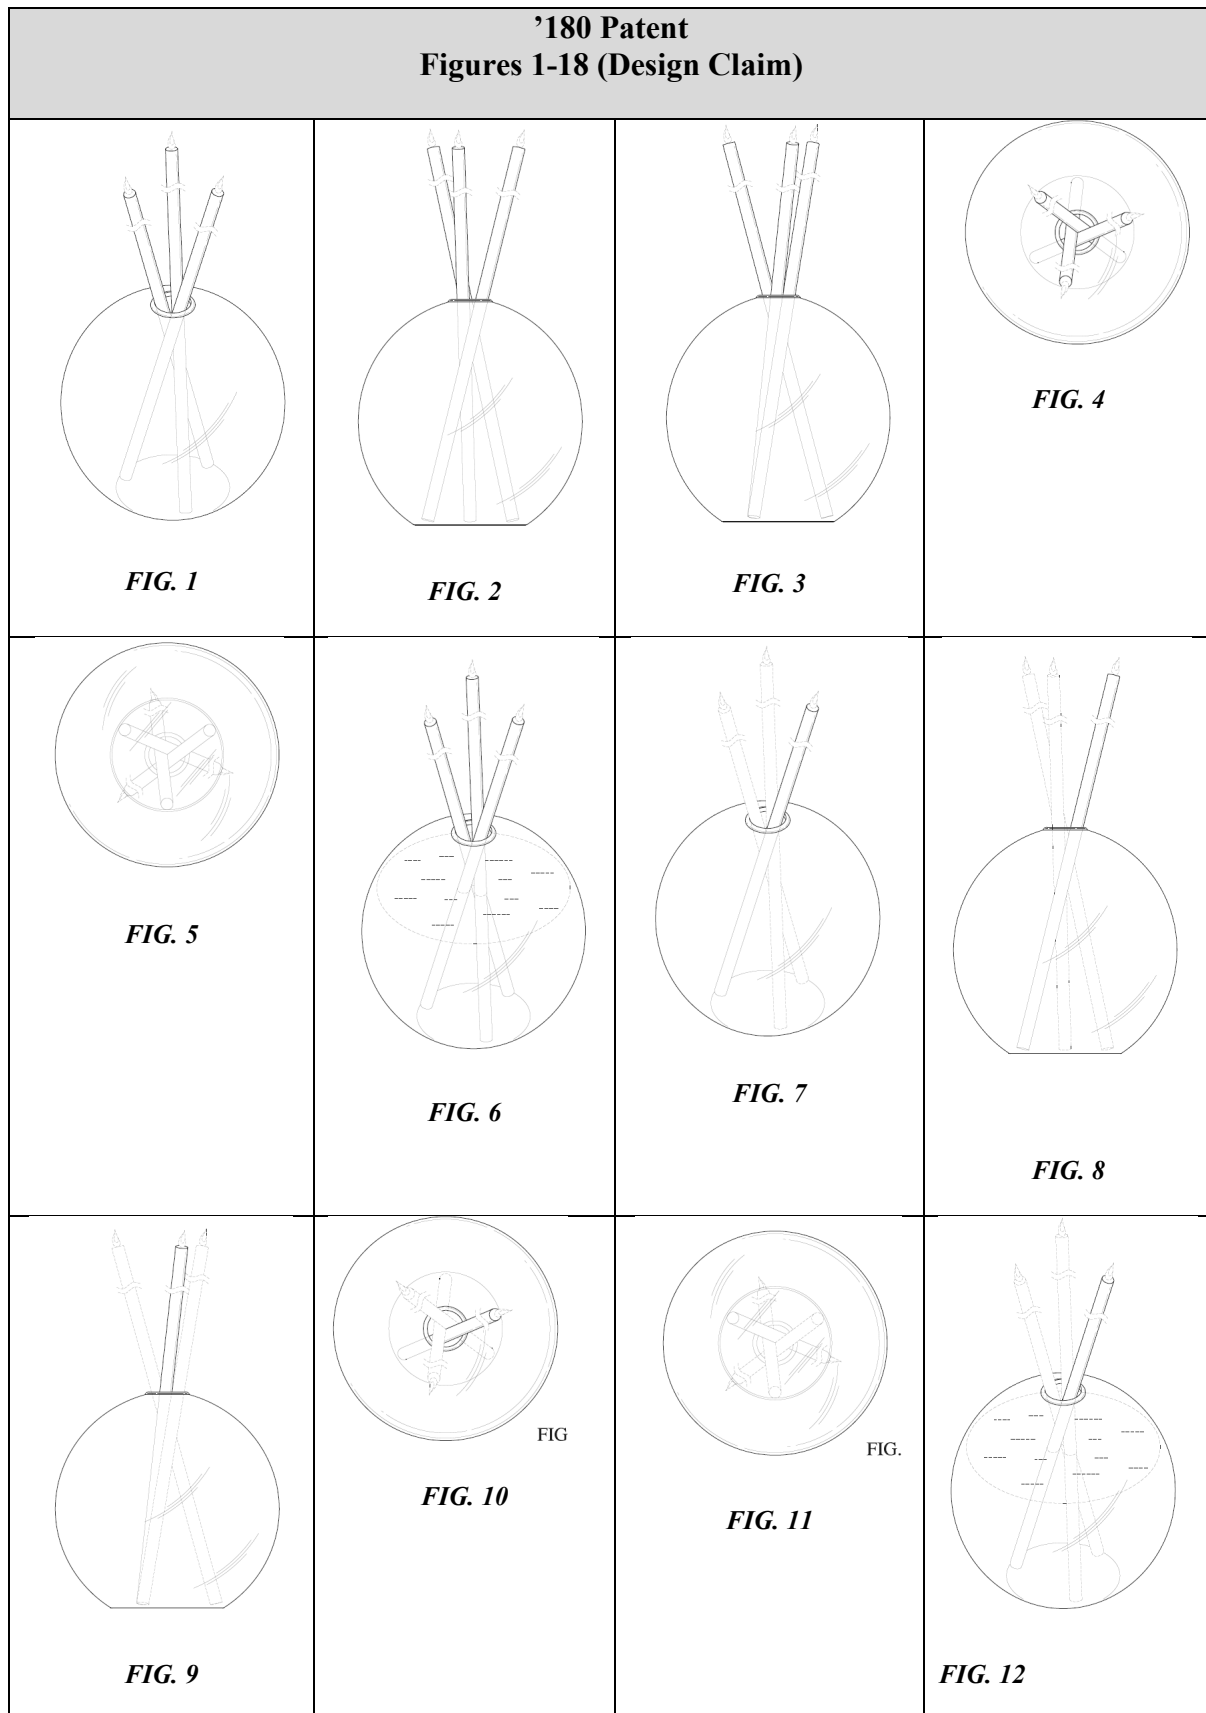 ’180 Patent
Figures 1-18 (Design Claim)
FIG. 1
FIG. 2
FIG. 3
FIG. 4
FIG. 5
FIG. 6
FIG. 7
FIG. 8
FIG. 9
FIG
FIG. 10
FIG.
FIG. 11
FIG. 12